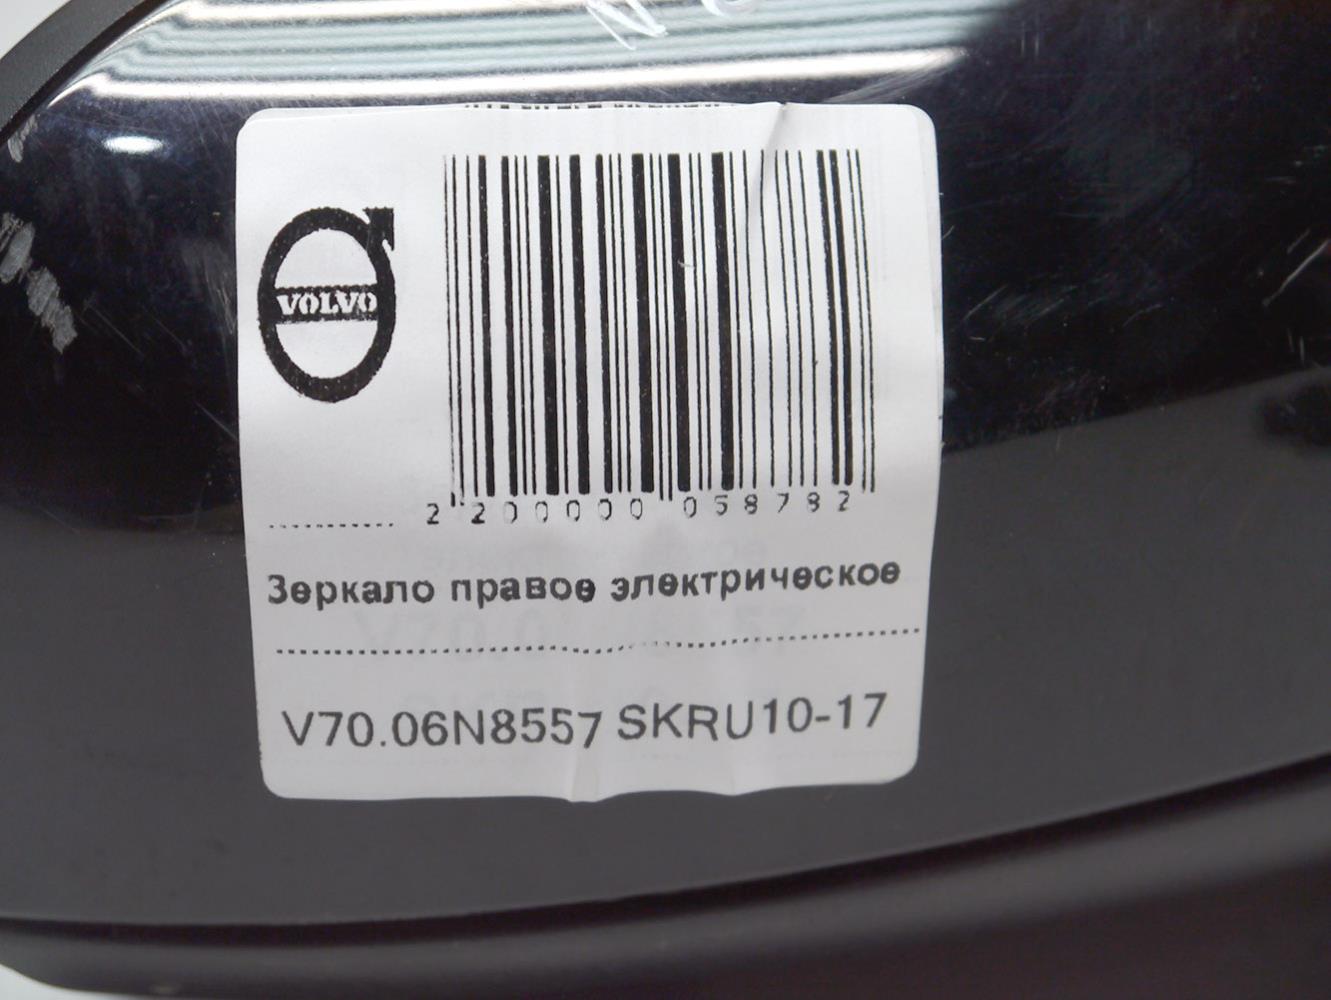 VOLVO
2 200000 058782
Зеркало правое электрическое
V70.06N8557 SKRU10-17